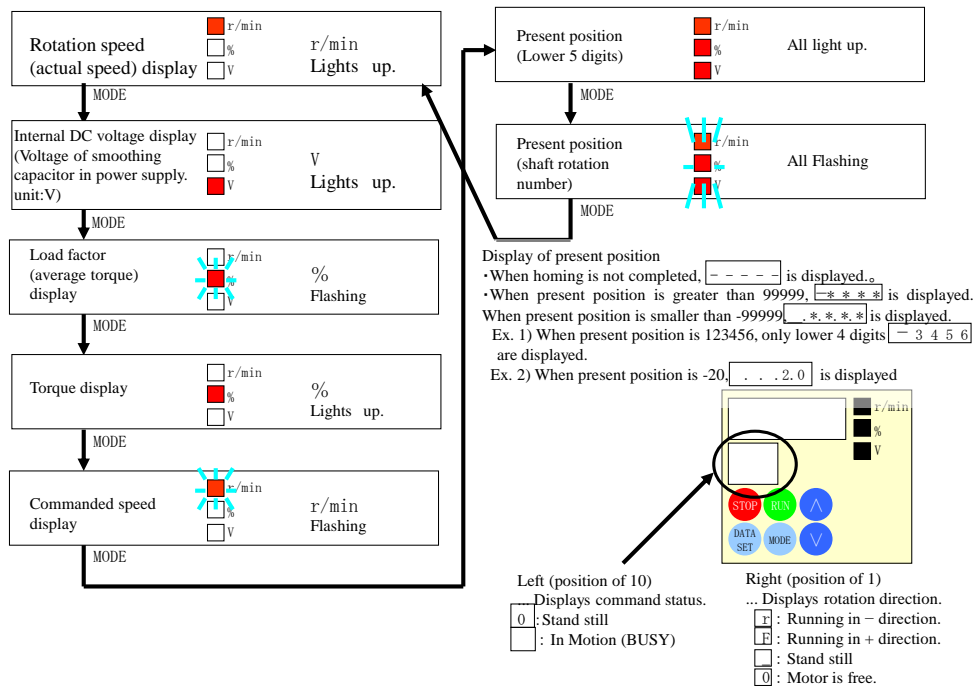 Rotation speed
(actual speed) display
r/min
%
V
r/min
Lights up.
MODE
Internal DC voltage display
(Voltage of smoothing
capacitor in power supply.
unit:V)
r/min
%
V
V
Lights up.
MODE
Load factor
(average torque)
display
r/min
V
%
Flashing
MODE
Torque display
r/min
%
V
%
Lights up.
MODE
Commanded speed
display
r/min
%
V
r/min
Flashing
MODE
Present position
(Lower 5 digits)
r/min
%
V
All light up.
MODE
Present position
(shaft rotation
number)
r/min
%
V
All Flashing
MODE
Display of present position
・When homing is not completed, - - - - - is displayed.。
・When present position is greater than 99999, －* * * * is displayed.
When present position is smaller than -99999, _.*.*.*.* is displayed.
Ex. 1) When present position is 123456, only lower 4 digits － 3 4 5 6
are displayed.
Ex. 2) When present position is -20, . . .2.0 is displayed
r/min
%
V
STOP RUN ∧
DATA
SET MODE ∨
Left (position of 10)
... Displays command status.
0 : Stand still
: In Motion (BUSY)
Right (position of 1)
... Displays rotation direction.
r : Running in − direction.
F : Running in + direction.
_ : Stand still
0 : Motor is free.